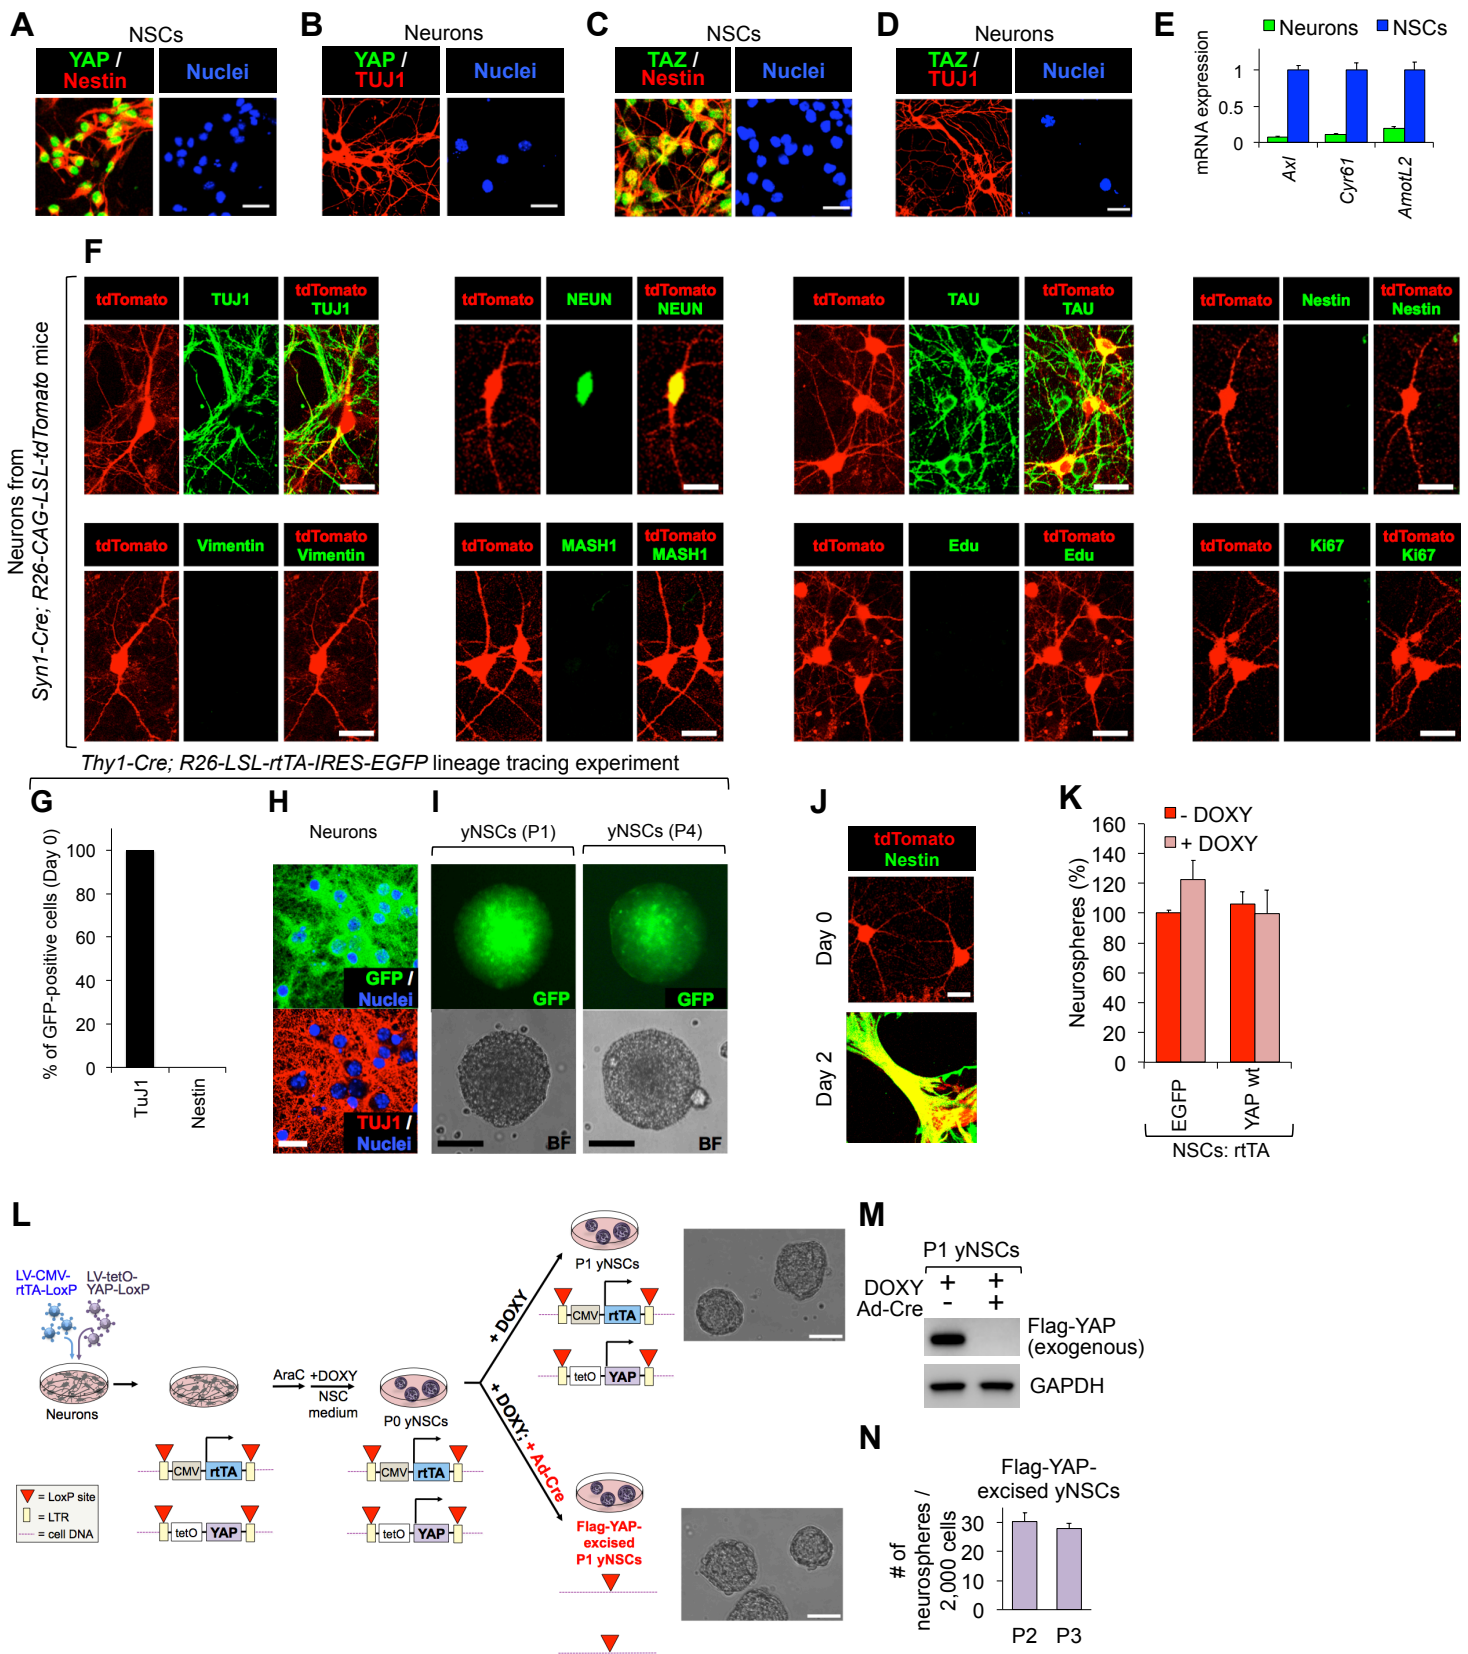 A
NSCs
YAP /
Nestin
Nuclei
B
Neurons
YAP /
TUJ1
Nuclei
C
NSCs
TAZ /
Nestin
Nuclei
D
Neurons
TAZ /
TUJ1
Nuclei
E
Neurons
NSCs
mRNA expression
1
0.5
0
Axl
Cyr61
AmotL2
F
Neurons from
Syn1-Cre; R26-CAG-LSL-tdTomato mice
tdTomato
TUJ1
tdTomato
TUJ1
tdTomato
NEUN
tdTomato
NEUN
tdTomato
TAU
tdTomato
TAU
tdTomato
Nestin
tdTomato
Nestin
tdTomato
Vimentin
tdTomato
Vimentin
tdTomato
MASH1
tdTomato
MASH1
tdTomato
Edu
tdTomato
Edu
tdTomato
Ki67
tdTomato
Ki67
Thy1-Cre; R26-LSL-rtTA-IRES-EGFP lineage tracing experiment
G
% of GFP-positive cells (Day 0)
100
80
60
40
20
0
TuJ1
Nestin
H
Neurons
GFP /
Nuclei
TUJ1 /
Nuclei
I
yNSCs (P1)
yNSCs (P4)
GFP
GFP
BF
BF
J
tdTomato
Nestin
Day 0
Day 2
K
- DOXY
+ DOXY
Neurospheres (%)
160
140
120
100
80
60
40
20
0
EGFP
YAP wt
NSCs: rtTA
L
LV-CMV-
rtTA-LoxP
LV-tetO-
YAP-LoxP
Neurons
AraC
+DOXY
NSC
medium
P0 yNSCs
CMV
rtTA
tetO
YAP
CMV
rtTA
tetO
YAP
+ DOXY
+ DOXY; + Ad-Cre
P1 yNSCs
CMV
rtTA
tetO
YAP
Flag-YAP-
excised
P1 yNSCs
= LoxP site
= LTR
= cell DNA
M
P1 yNSCs
DOXY + +
Ad-Cre - +
Flag-YAP
(exogenous)
GAPDH
N
Flag-YAP-
excised yNSCs
# of
neurospheres /
2,000 cells
30
20
10
0
P2
P3